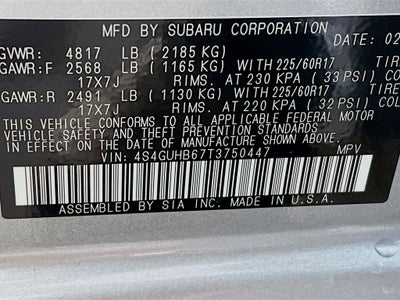 MFD. BY SUBARU CORPORATION DATE: 02
GVWR: 4817 LB (2185 KG)
GAWR:F 2568 LB (1165 KG) WITH 225/60R17 TIR
17X7J RIMS, AT 230 KPA (33 PSI) COL
GAWR:R 2491 LB (1130 KG) WITH 225/60R17 TIRE
17X7J RIMS, AT 220 KPA (32 PSI) COL
THIS VEHICLE CONFORMS TO ALL APPLICABLE FEDERAL MOTOR
VEHICLE SAFETY, BUMPER, AND THEFT PREVENTION STANDARDS
IN EFFECT ON THE DATE OF MANUFACTURE SHOWN ABOVE.
VIN: 4S4GUHB67T3750447 MPV
ASSEMBLED BY SIA INC. MADE IN U.S.A.